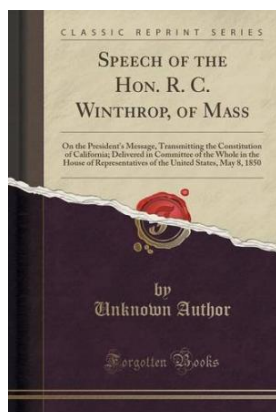 CLASSIC REPRINT SERIES
SPEECH OF THE
HON. R. C.
WINTHROP, OF MASS
On the President's Message, Transmitting the Constitution
of California; Delivered in Committee of the Whole in the
House of Representatives of the United States, May 8, 1850
by
Unknown Author
Forgotten Books